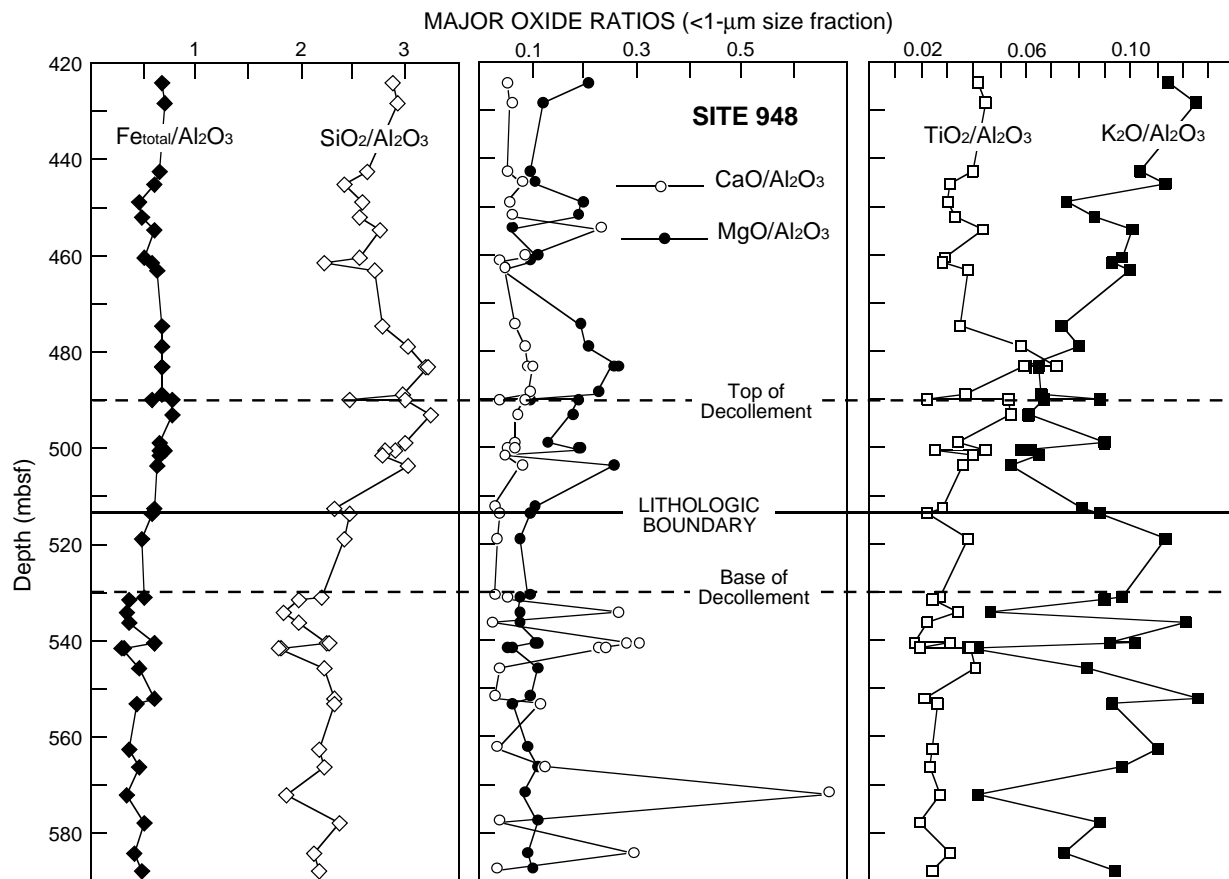 MAJOR OXIDE RATIOS (<1-μm size fraction)
1 2 3 0.1 0.3 0.5 0.02 0.06 0.10
420
440
460
480
500
520
540
560
580
Depth (mbsf)
Fetotal/Al2O3
SiO2/Al2O3
SITE 948
CaO/Al2O3
MgO/Al2O3
TiO2/Al2O3
K2O/Al2O3
Top of
Decollement
LITHOLOGIC
BOUNDARY
Base of
Decollement